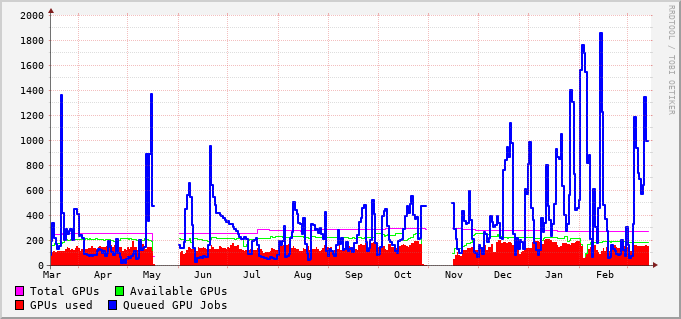 2000
1800
1600
1400
1200
1000
800
600
400
200
0
Mar Apr May Jun Jul Aug Sep Oct Nov Dec Jan Feb
Total GPUs Available GPUs
GPUs used Queued GPU Jobs
RRDTOOL / TOBI OETIKER